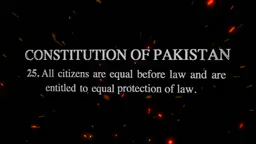 CONSTITUTION OF PAKISTAN
25. All citizens are equal before law and are
entitled to equal protection of law.